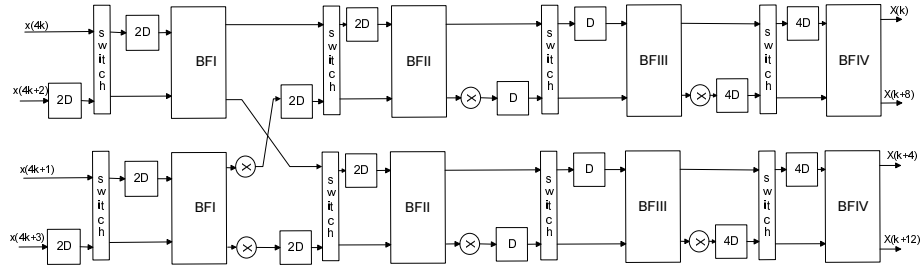 x(4k) switch 2D BFI switch 2D BFII switch D BFIII switch 4D BFIV X(k)
x(4k+2) 2D 2D X D X 4D X(k+8)
x(4k+1) switch 2D BFI X switch 2D BFII switch D BFIII switch 4D BFIV X(k+4)
x(4k+3) 2D X 2D X D X 4D X(k+12)